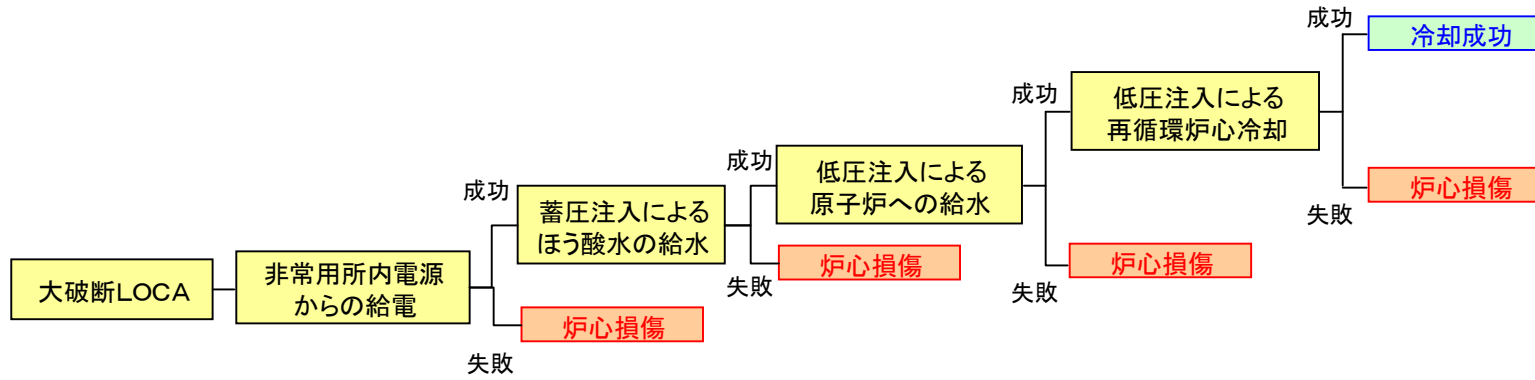 大破断LOCA
非常用所内電源
からの給電
成功
失敗
炉心損傷
蓄圧注入による
ほう酸水の給水
成功
失敗
炉心損傷
低圧注入による
原子炉への給水
成功
失敗
炉心損傷
低圧注入による
再循環炉心冷却
成功
冷却成功
失敗
炉心損傷